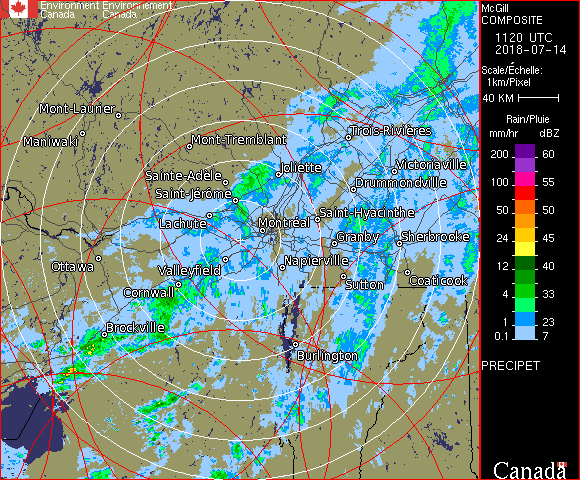 Environment Environnement
Canada Canada
Mont-Laurier
Maniwaki
Mont-Tremblant
Trois-Rivières
Victoriaville
Joliette
Sainte-Adèle
Drummondville
Saint-Jérôme
Saint-Hyacinthe
Lachute
Montréal
Granby
Sherbrooke
Ottawa
Valleyfield
Napierville
Sutton
Coaticook
Cornwall
Brockville
Burlington
McGill
COMPOSITE
1120 UTC
2018-07-14
Scale/Échelle:
1km/Pixel
40 KM
Rain/Pluie
mm/hr dBZ
200 60
100 55
50 50
24 45
12 40
4 33
1 23
0.1 7
PRECIPET
Canada